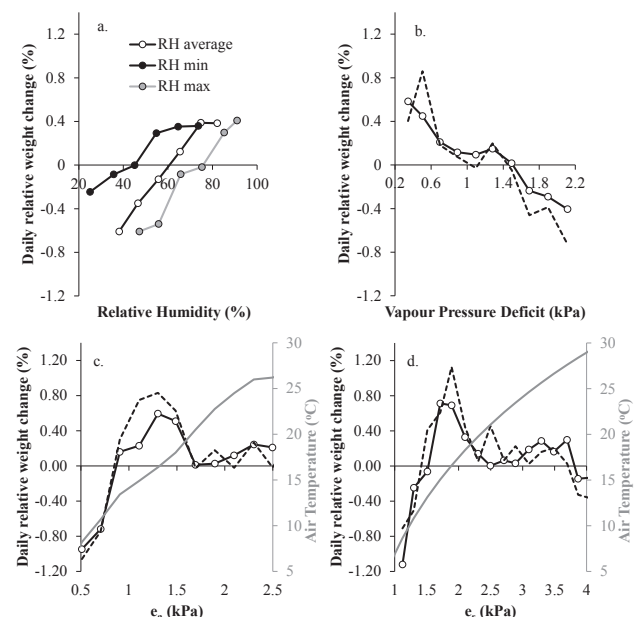 a.
RH average
RH min
RH max
Daily relative weight change (%)
1.2
0.8
0.4
0
-0.4
-0.8
-1.2
20 40 60 80 100
Relative Humidity (%)
b.
Daily relative weight change (%)
1.2
0.8
0.4
0
-0.4
-0.8
-1.2
0.2 0.6 1 1.4 1.8 2.2
Vapour Pressure Deficit (kPa)
c.
Daily relative weight change (%)
1.20
0.80
0.40
0.00
-0.40
-0.80
-1.20
0.5 1 1.5 2 2.5
eₐ (kPa)
30
25
20
15
10
5
Air Temperature (°C)
d.
Daily relative weight change (%)
1.20
0.80
0.40
0.00
-0.40
-0.80
-1.20
1 1.5 2 2.5 3 3.5 4
eₛ (kPa)
30
25
20
15
10
5
Air Temperature (°C)